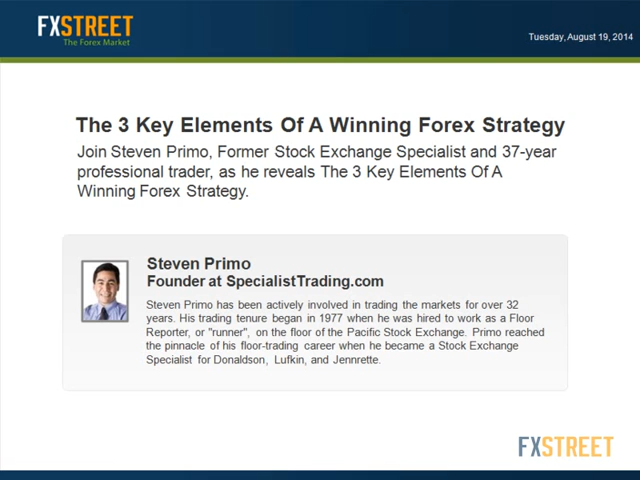 FXSTREET
The Forex Market
Tuesday, August 19, 2014
The 3 Key Elements Of A Winning Forex Strategy
Join Steven Primo, Former Stock Exchange Specialist and 37-year
professional trader, as he reveals The 3 Key Elements Of A
Winning Forex Strategy.
Steven Primo
Founder at SpecialistTrading.com
Steven Primo has been actively involved in trading the markets for over 32
years. His trading tenure began in 1977 when he was hired to work as a Floor
Reporter, or "runner", on the floor of the Pacific Stock Exchange. Primo reached
the pinnacle of his floor-trading career when he became a Stock Exchange
Specialist for Donaldson, Lufkin, and Jennrette.
FXSTREET